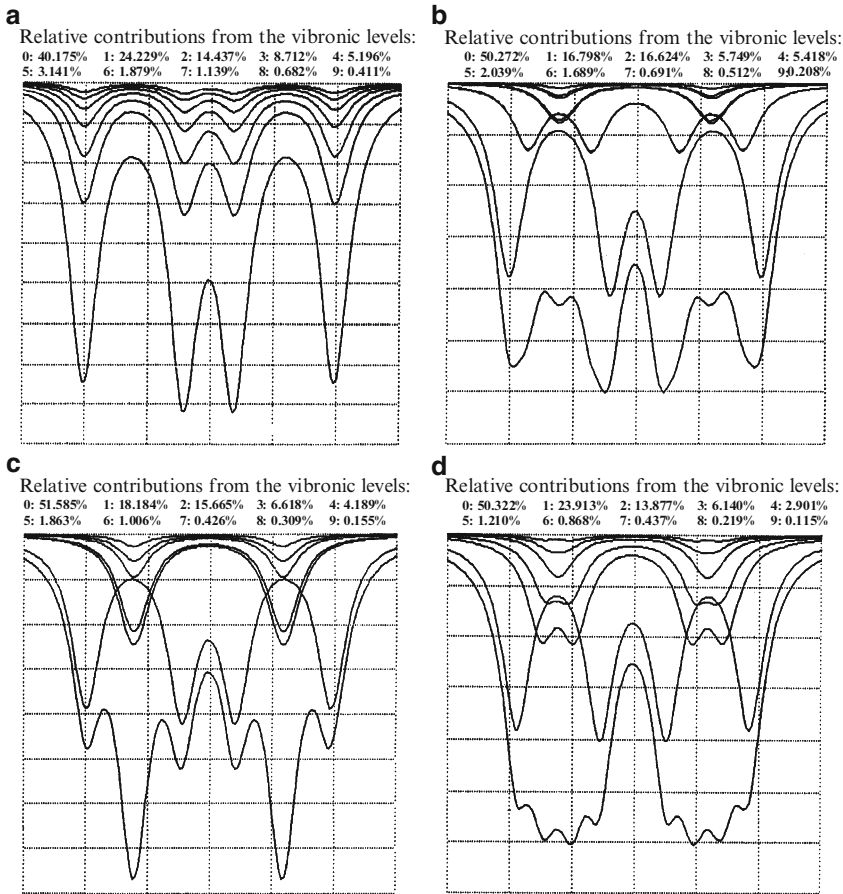 a
Relative contributions from the vibronic levels:
0: 40.175% 1: 24.229% 2: 14.437% 3: 8.712% 4: 5.196%
5: 3.141% 6: 1.879% 7: 1.139% 8: 0.682% 9: 0.411%
b
Relative contributions from the vibronic levels:
0: 50.272% 1: 16.798% 2: 16.624% 3: 5.749% 4: 5.418%
5: 2.039% 6: 1.689% 7: 0.691% 8: 0.512% 9:0.208%
c
Relative contributions from the vibronic levels:
0: 51.585% 1: 18.184% 2: 15.665% 3: 6.618% 4: 4.189%
5: 1.863% 6: 1.006% 7: 0.426% 8: 0.309% 9: 0.155%
d
Relative contributions from the vibronic levels:
0: 50.322% 1: 23.913% 2: 13.877% 3: 6.140% 4: 2.901%
5: 1.210% 6: 0.868% 7: 0.437% 8: 0.219% 9: 0.115%